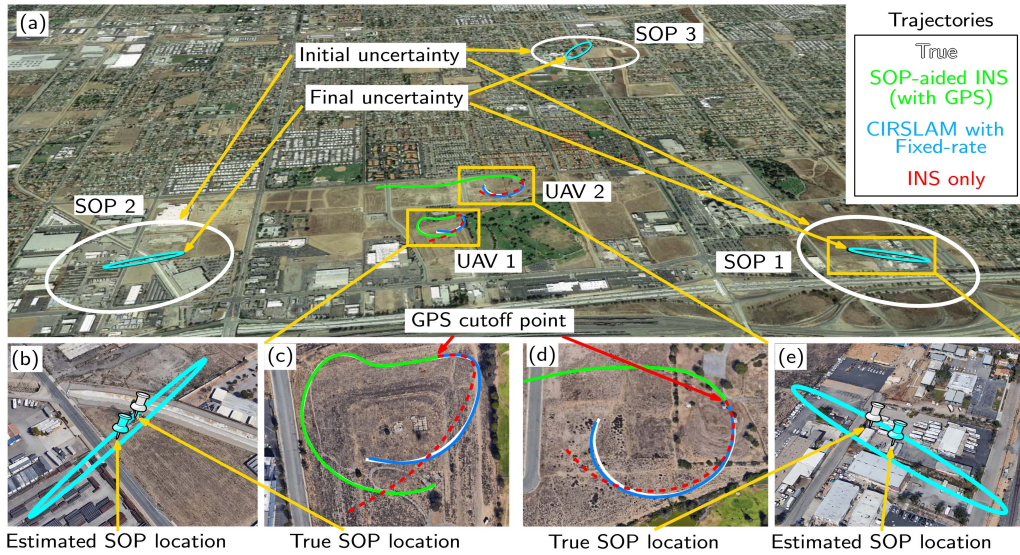 (a)
SOP 3
Initial uncertainty
Final uncertainty
SOP 2
UAV 2
UAV 1
SOP 1
Trajectories
True
SOP-aided INS
(with GPS)
CIRSLAM with
Fixed-rate
INS only
GPS cutoff point
(b)
(c)
(d)
(e)
Estimated SOP location
True SOP location
True SOP location
Estimated SOP location